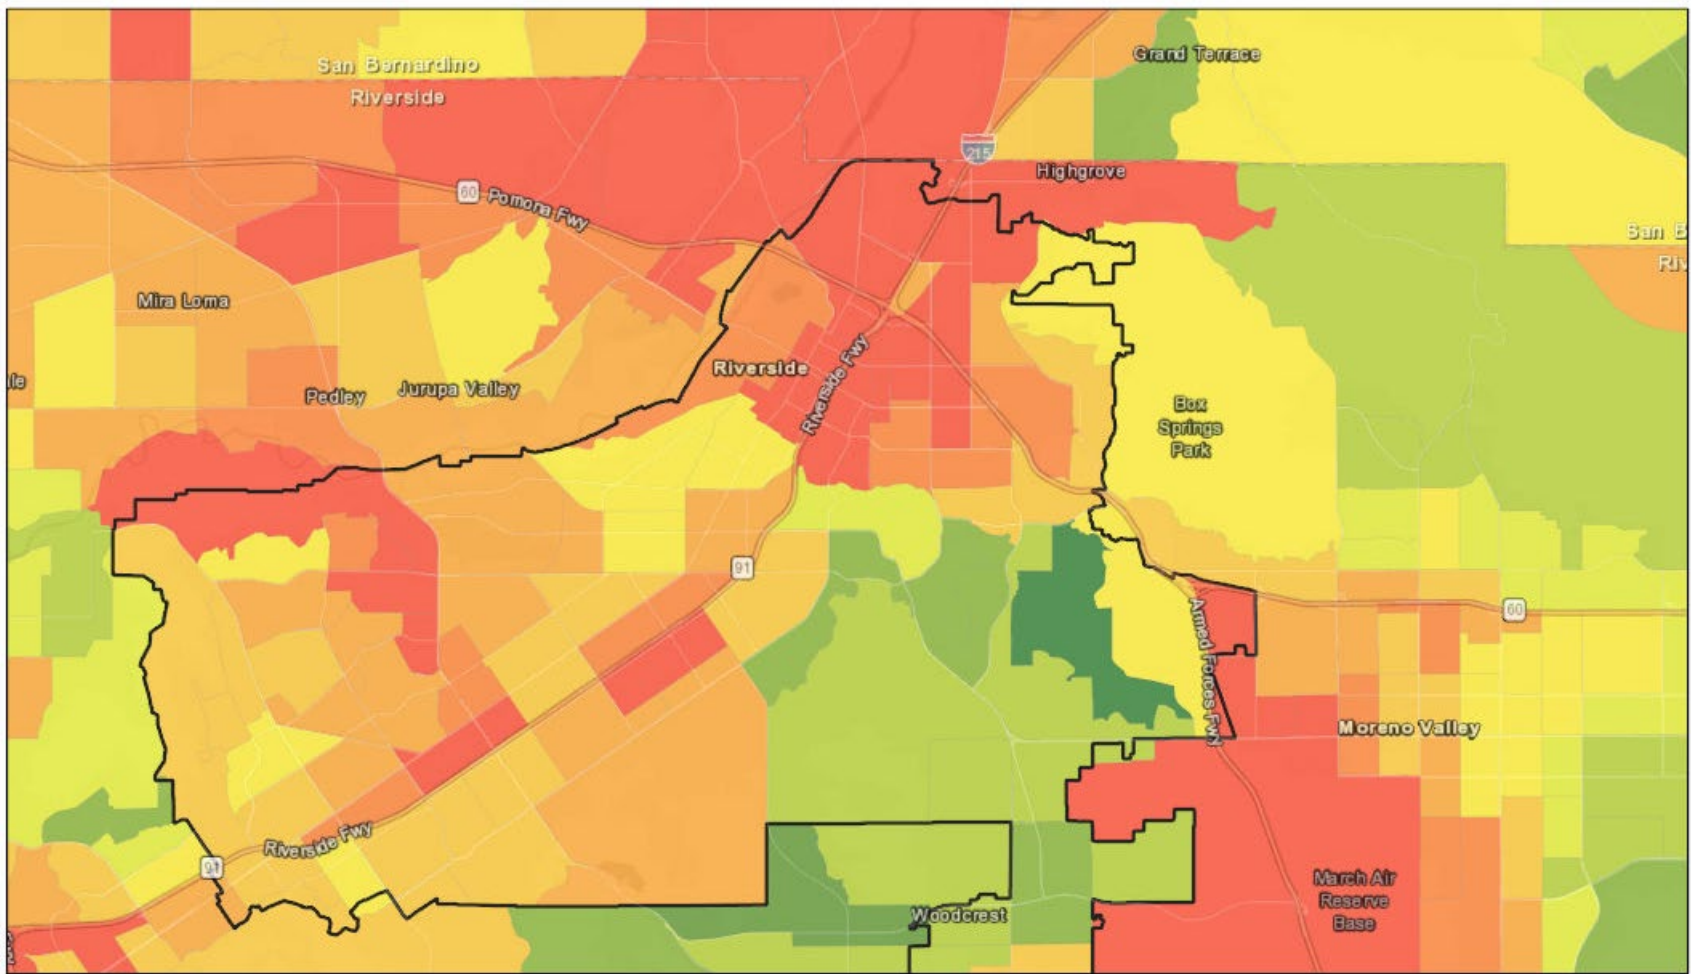 Grand Terrace
San Bernardino
Riverside
215
Highgrove
60
Pomona Fwy
San B
Riv
Mira Loma
Riverside Fwy
Riverside
Pedley
Jurupa Valley
Box
Springs
Park
91
60
Armed Forces Fwy
Moreno Valley
Riverside Fwy
91
March Air
Reserve
Base
Woodcrest